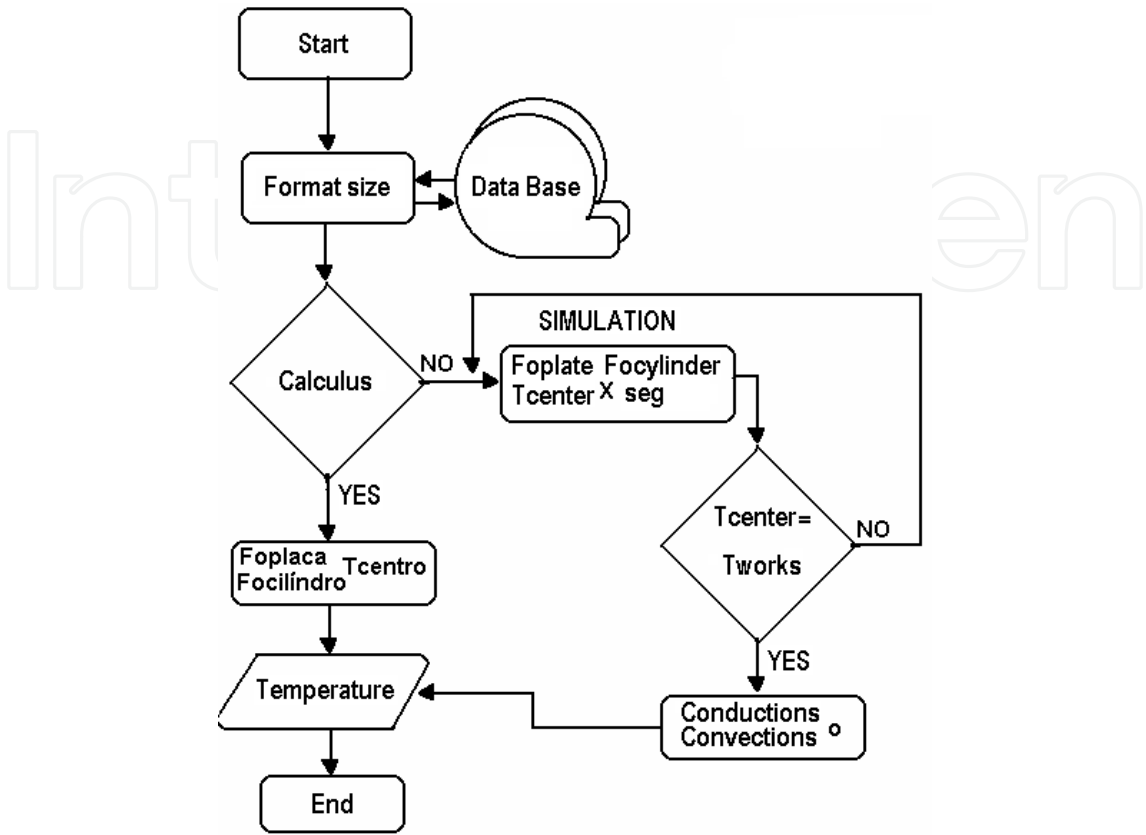 Start
Format size
Data Base
SIMULATION
Calculus
NO
Foplate Focylinder
Tcenter X seg
YES
Tcenter=
Tworks
NO
Foplaca
Focilíndro Tcentro
YES
Temperature
Conductions
Convections o
End